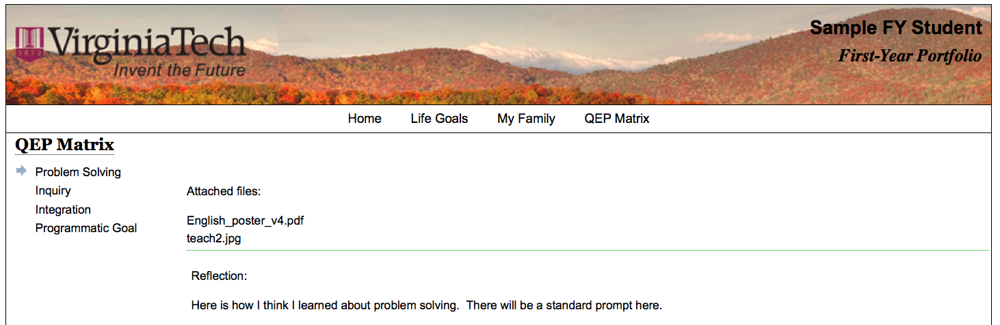 VirginiaTech
1872
Invent the Future
Sample FY Student
First-Year Portfolio
Home Life Goals My Family QEP Matrix
QEP Matrix
Problem Solving
Inquiry
Integration
Programmatic Goal
Attached files:
English_poster_v4.pdf
teach2.jpg
Reflection:
Here is how I think I learned about problem solving.  There will be a standard prompt here.